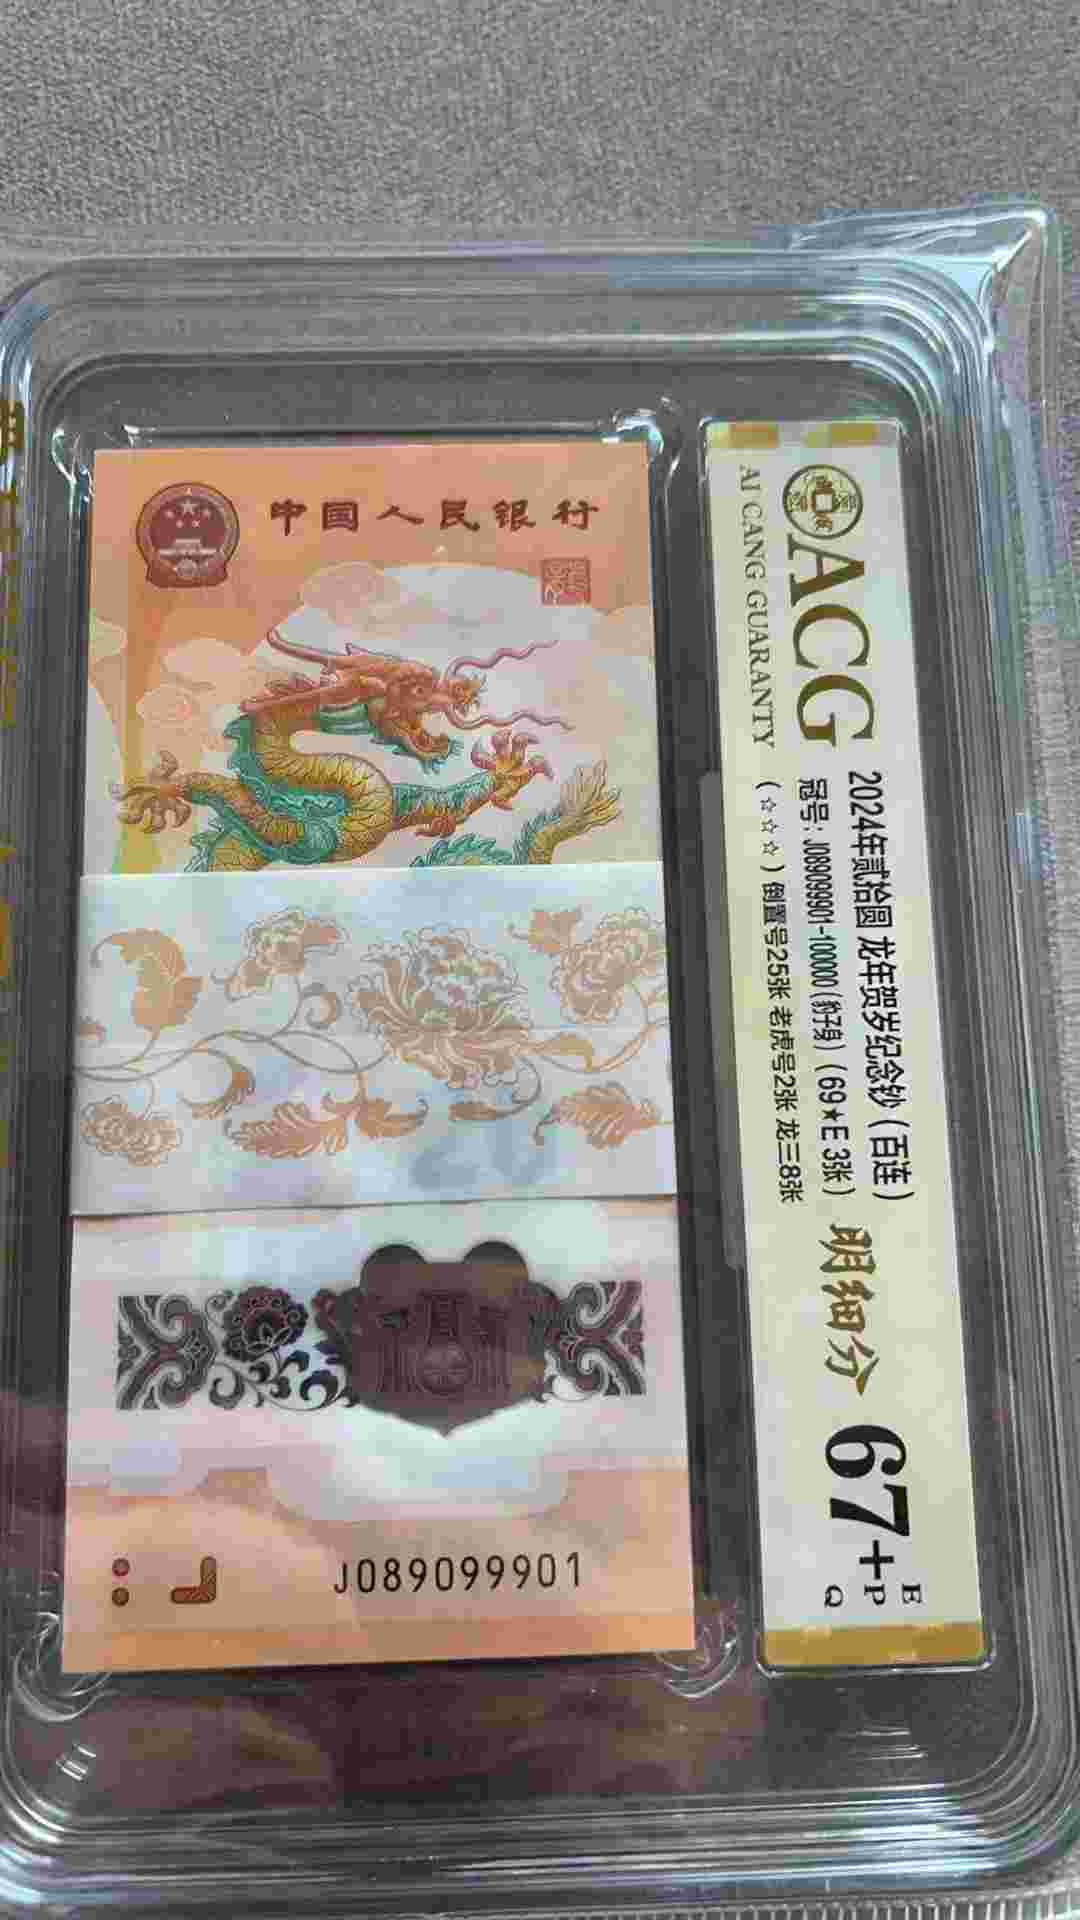 中国人民银行
J089099901
ACG
AI CANG GUARANTY
2024年贰拾圆 龙年贺岁纪念钞(百连)
冠号: J089099901-100000(豹子身)(69★E 3张)
(☆☆☆)倒置号25张 老虎号2张 龙三8张
明细分
67+
E
P
Q